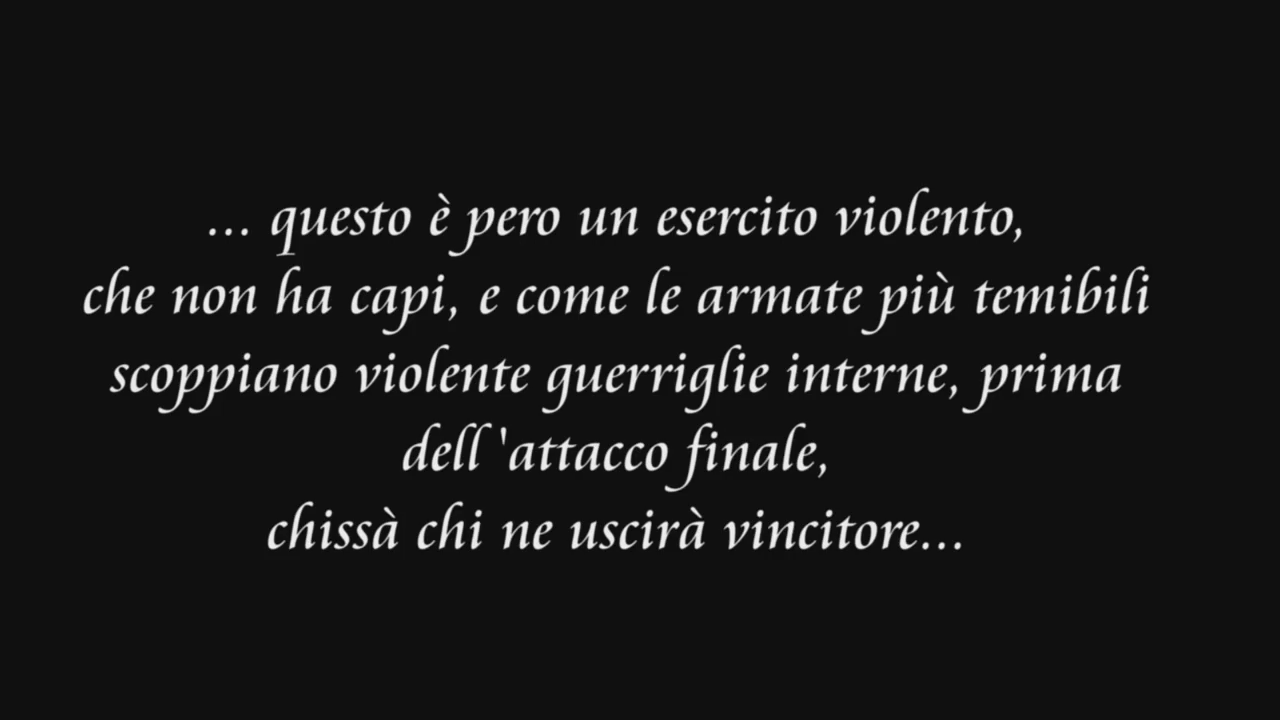 ... questo è pero un esercito violento,
che non ha capi, e come le armate più temibili
scoppiano violente guerriglie interne, prima
dell'attacco finale,
chissà chi ne uscirà vincitore...